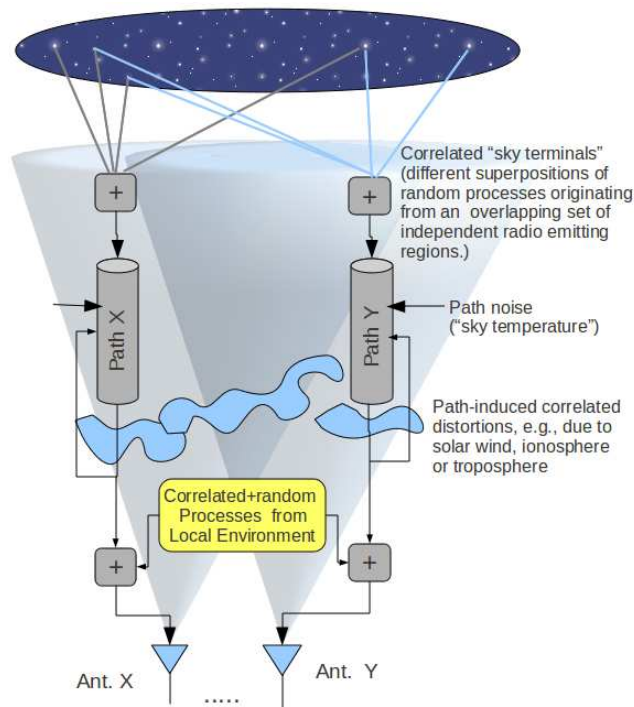 Correlated “sky terminals”
(different superpositions of
random processes originating
from an overlapping set of
independent radio emitting
regions.)
+
+
Path X
Path Y
Path noise
(“sky temperature”)
Path-induced correlated
distortions, e.g., due to
solar wind, ionosphere
or troposphere
Correlated+random
Processes from
Local Environment
+
+
Ant. X
.....
Ant. Y